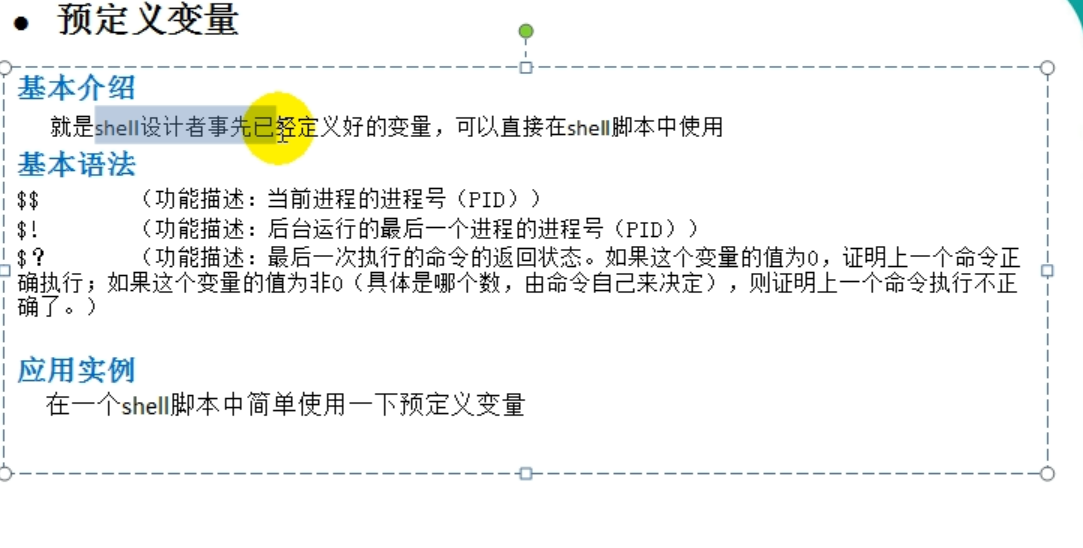 ● 预定义变量
基本介绍
就是shell设计者事先已经定义好的变量，可以直接在shell脚本中使用
基本语法
$$ （功能描述：当前进程的进程号（PID））
$! （功能描述：后台运行的最后一个进程的进程号（PID））
$？ （功能描述：最后一次执行的命令的返回状态。如果这个变量的值为0，证明上一个命令正
确执行；如果这个变量的值为非0（具体是哪个数，由命令自己来决定），则证明上一个命令执行不正
确了。）
应用实例
在一个shell脚本中简单使用一下预定义变量